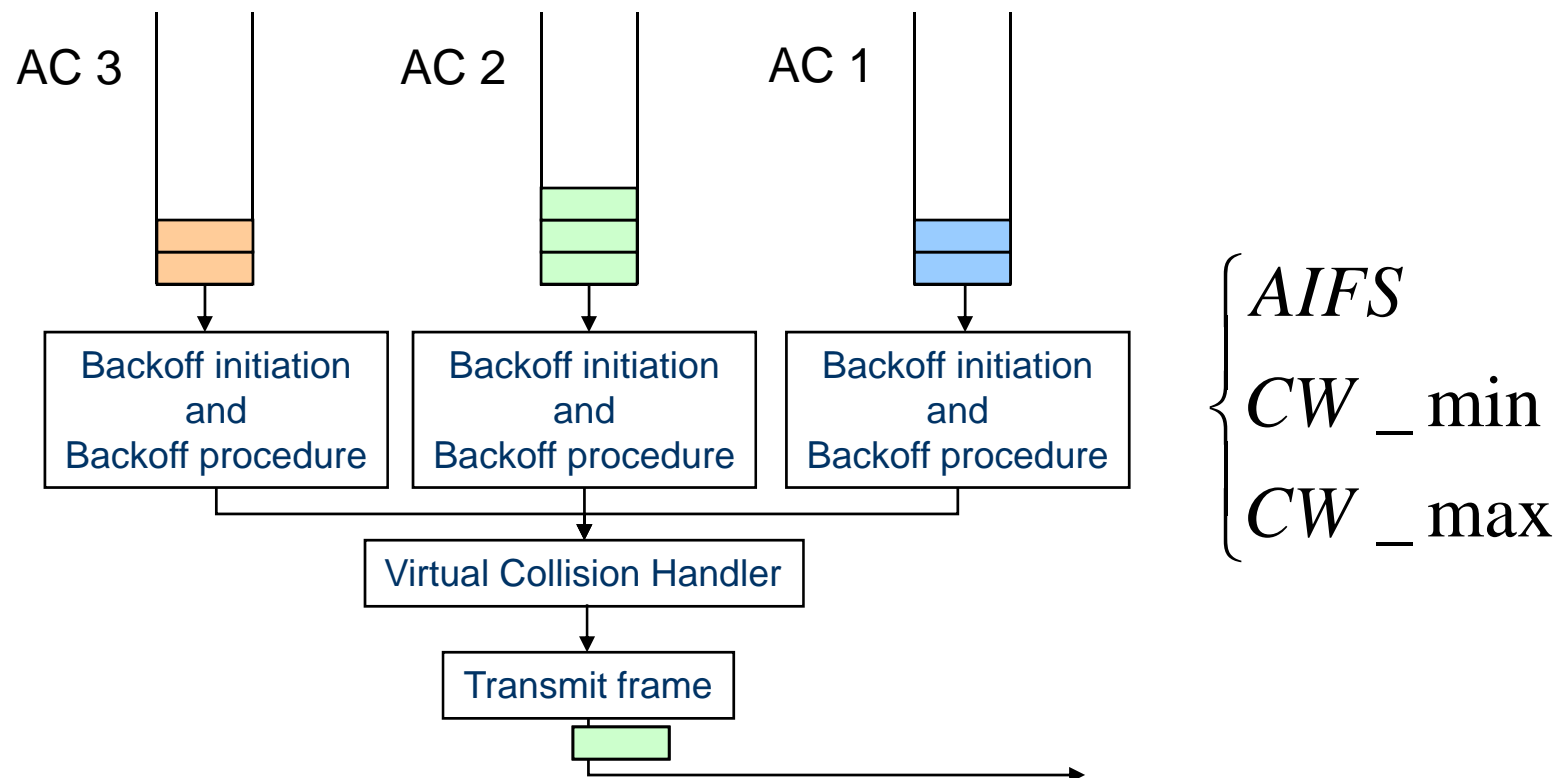 AC 3
AC 2
AC 1
Backoff initiation
and
Backoff procedure
Backoff initiation
and
Backoff procedure
Backoff initiation
and
Backoff procedure
AIFS
CW _ min
CW _ max
Virtual Collision Handler
Transmit frame